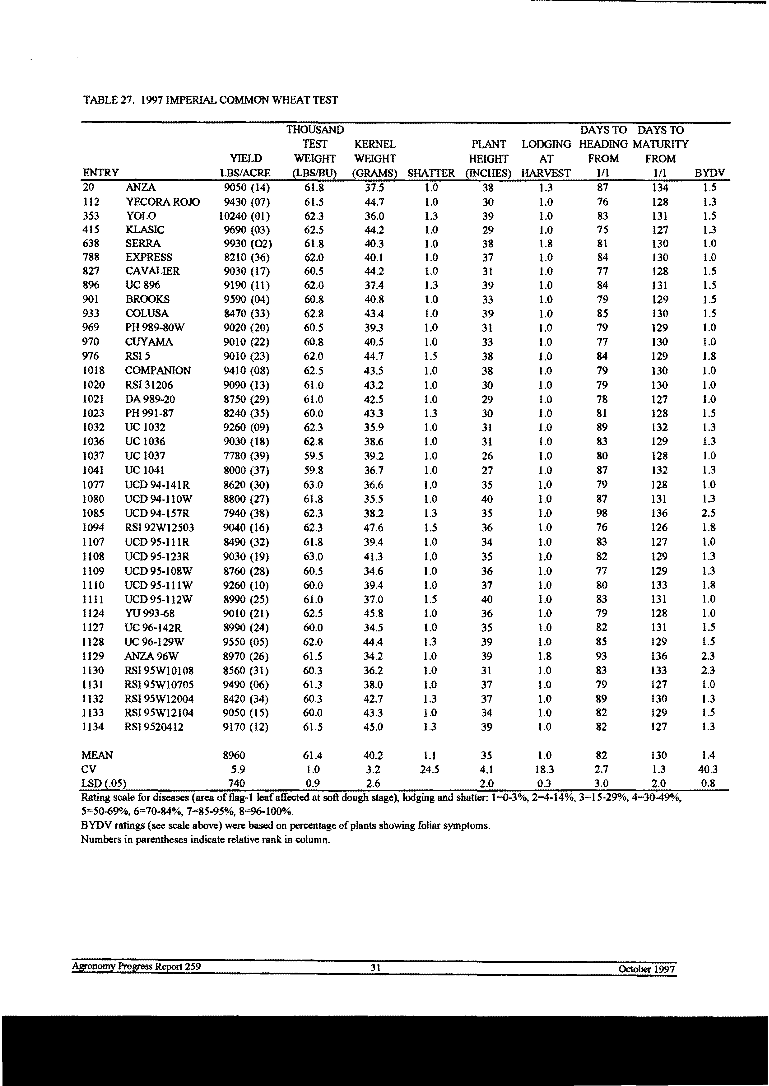 TABLE 27. 1997 IMPERIAL COMMON WHEAT TEST
THOUSAND DAYS TO DAYS TO
TEST KERNEL PLANT LODGING HEADING MATURITY
YIELD WEIGHT WEIGHT HEIGHT AT FROM FROM
ENTRY LBS/ACRE (LBS/BU) (GRAMS) SHATTER (INCHES) HARVEST 1/1 1/1 BYDV
20 ANZA 9050 (14) 61.8 37.5 1.0 38 1.3 87 134 1.5
112 YECORA ROJO 9430 (07) 61.5 44.7 1.0 30 1.0 76 128 1.3
353 YOLO 10240 (01) 62.3 36.0 1.3 39 1.0 83 131 1.5
415 KLASIC 9690 (03) 62.5 44.2 1.0 29 1.0 75 127 1.3
638 SERRA 9930 (O2) 61.8 40.3 1.0 38 1.8 81 130 1.0
788 EXPRESS 8210 (36) 62.0 40.1 1.0 37 1.0 84 130 1.0
827 CAVALIER 9030 (17) 60.5 44.2 1.0 31 1.0 77 128 1.5
896 UC 896 9190 (11) 62.0 37.4 1.3 39 1.0 84 131 1.5
901 BROOKS 9590 (04) 60.8 40.8 1.0 33 1.0 79 129 1.5
933 COLUSA 8470 (33) 62.8 43.4 1.0 39 1.0 85 130 1.5
969 PH 989-80W 9020 (20) 60.5 39.3 1.0 31 1.0 79 129 1.0
970 CUYAMA 9010 (22) 60.8 40.5 1.0 33 1.0 77 130 1.0
976 RSI 5 9010 (23) 62.0 44.7 1.5 38 1.0 84 129 1.8
1018 COMPANION 9410 (08) 62.5 43.5 1.0 38 1.0 79 130 1.0
1020 RSI 31206 9090 (13) 61.0 43.2 1.0 30 1.0 79 130 1.0
1021 DA 989-20 8750 (29) 61.0 42.5 1.0 29 1.0 78 127 1.0
1023 PH 991-87 8240 (35) 60.0 43.3 1.3 30 1.0 81 128 1.5
1032 UC 1032 9260 (09) 62.3 35.9 1.0 31 1.0 89 132 1.3
1036 UC 1036 9030 (18) 62.8 38.6 1.0 31 1.0 83 129 1.3
1037 UC 1037 7780 (39) 59.5 39.2 1.0 26 1.0 80 128 1.0
1041 UC 1041 8000 (37) 59.8 36.7 1.0 27 1.0 87 132 1.3
1077 UCD 94-141R 8620 (30) 63.0 36.6 1.0 35 1.0 79 128 1.0
1080 UCD 94-110W 8800 (27) 61.8 35.5 1.0 40 1.0 87 131 1.3
1085 UCD 94-157R 7940 (38) 62.3 38.2 1.3 35 1.0 98 136 2.5
1094 RSI 92W12503 9040 (16) 62.3 47.6 1.5 36 1.0 76 126 1.8
1107 UCD 95-111R 8490 (32) 61.8 39.4 1.0 34 1.0 83 127 1.0
1108 UCD 95-123R 9030 (19) 63.0 41.3 1.0 35 1.0 82 129 1.3
1109 UCD 95-108W 8760 (28) 60.5 34.6 1.0 36 1.0 77 129 1.3
1110 UCD 95-111W 9260 (10) 60.0 39.4 1.0 37 1.0 80 133 1.8
1111 UCD 95-112W 8990 (25) 61.0 37.0 1.5 40 1.0 83 131 1.0
1124 YU 993-68 9010 (21) 62.5 45.8 1.0 36 1.0 79 128 1.0
1127 UC 96-142R 8990 (24) 60.0 34.5 1.0 35 1.0 82 131 1.5
1128 UC 96-129W 9550 (05) 62.0 44.4 1.3 39 1.0 85 129 1.5
1129 ANZA 96W 8970 (26) 61.5 34.2 1.0 39 1.8 93 136 2.3
1130 RSI 95W10108 8560 (31) 60.3 36.2 1.0 31 1.0 83 133 2.3
1131 RSI 95W10705 9490 (06) 61.3 38.0 1.0 37 1.0 79 127 1.0
1132 RSI 95W12004 8420 (34) 60.3 42.7 1.3 37 1.0 89 130 1.3
1133 RSI 95W12104 9050 (15) 60.0 43.3 1.0 34 1.0 82 129 1.5
1134 RSI 9520412 9170 (12) 61.5 45.0 1.3 39 1.0 82 127 1.3
MEAN 8960 61.4 40.2 1.1 35 1.0 82 130 1.4
CV 5.9 1.0 3.2 24.5 4.1 18.3 2.7 1.3 40.3
LSD (.05) 740 0.9 2.6 2.0 0.3 3.0 2.0 0.8
Rating scale for diseases (area of flag-1 leaf affected at soft dough stage), lodging and shatter: 1=0-3%, 2=4-14%, 3=15-29%, 4=30-49%,
5=50-69%, 6=70-84%, 7=85-95%, 8=96-100%.
BYDV ratings (see scale above) were based on percentage of plants showing foliar symptoms.
Numbers in parentheses indicate relative rank in column.
Agronomy Progress Report 259 31 October 1997